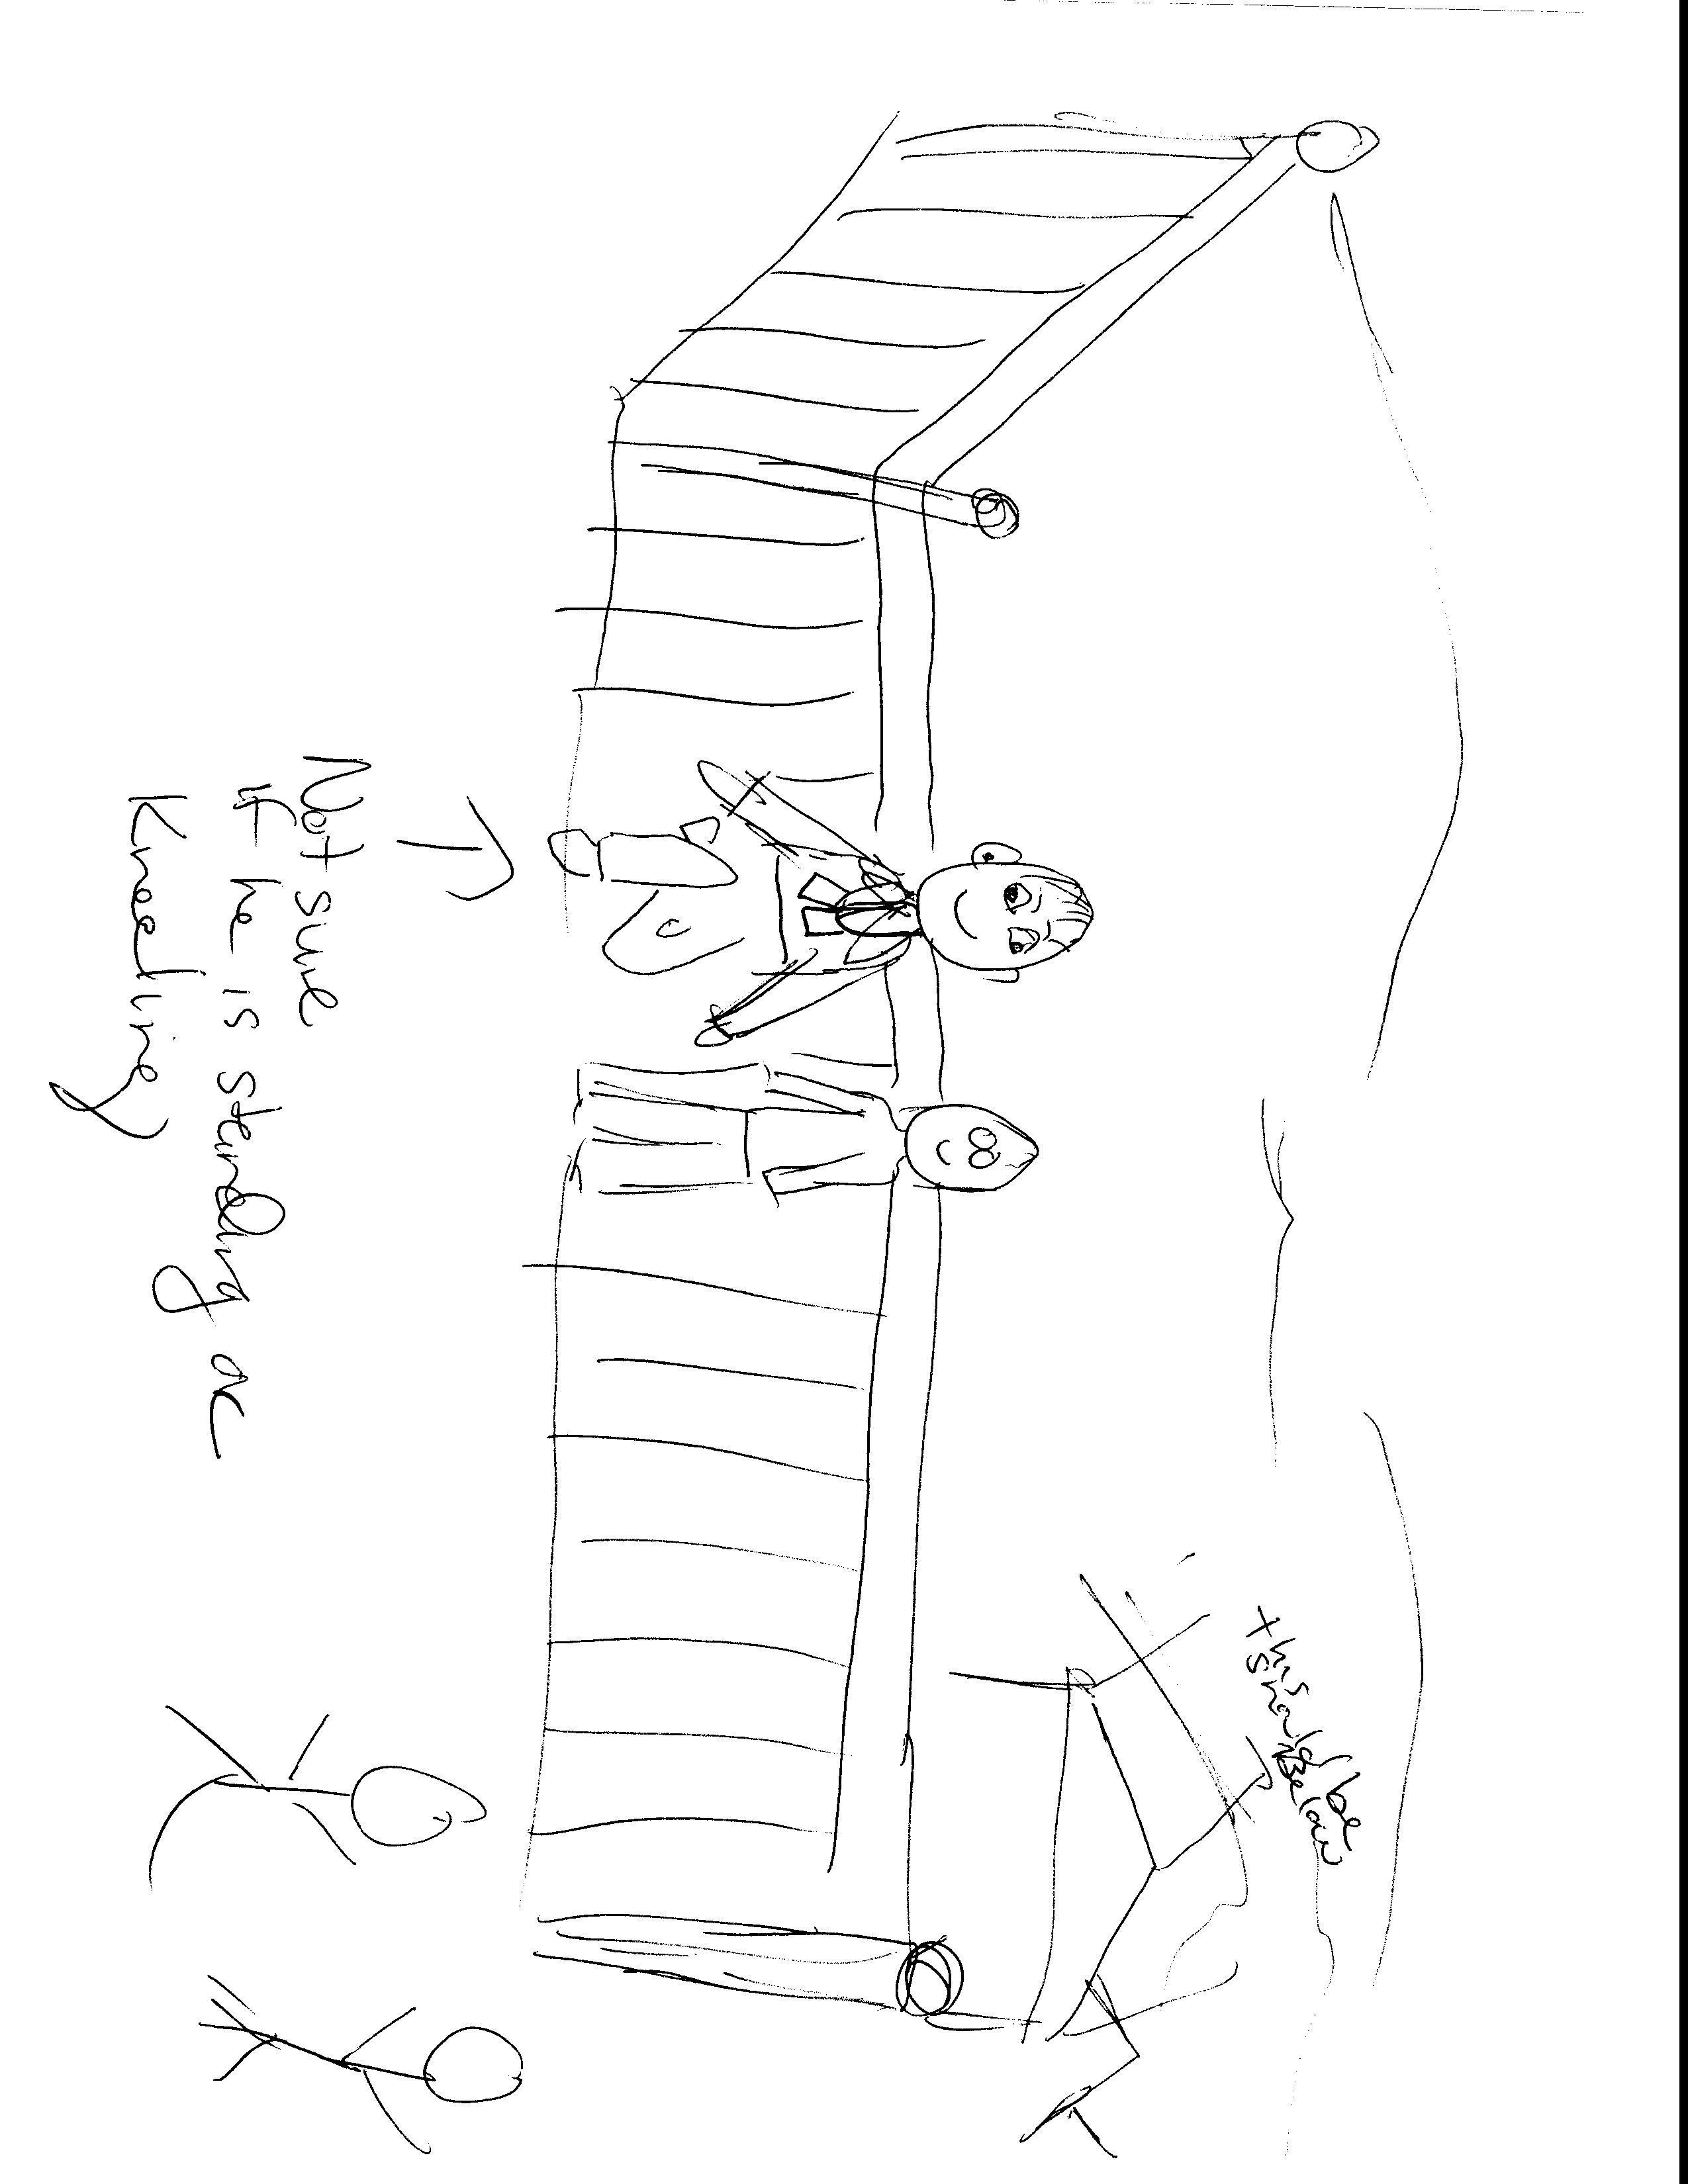 this should be
Below
Not sure
if he is standing or
Kneeling